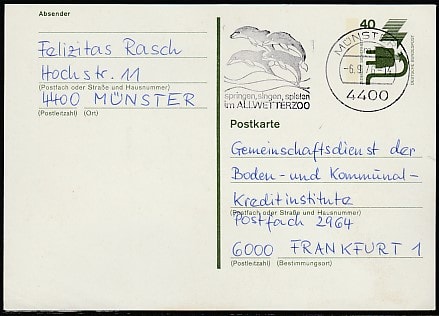 Absender
Felizitas Rasch
Hochstr. 11
(Postfach oder Straße und Hausnummer)
4400 MÜNSTER
(Postleitzahl) (Ort)
springen, singen, spielen
im ALLWETTERZOO
MÜNSTER
4400
40
DEUTSCHE BUNDESPOST
Postkarte
Gemeinschaftsdienst der
Boden- und Kommunal-
Kreditinstitute
(Postfach oder Straße und Hausnummer)
Postfach 2964
6000 FRANKFURT 1
(Postleitzahl) (Bestimmungsort)